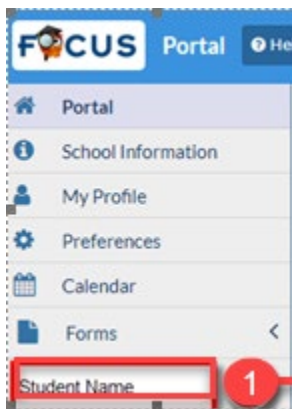 FOCUS Portal He
Portal
School Information
My Profile
Preferences
Calendar
Forms
Student Name 1